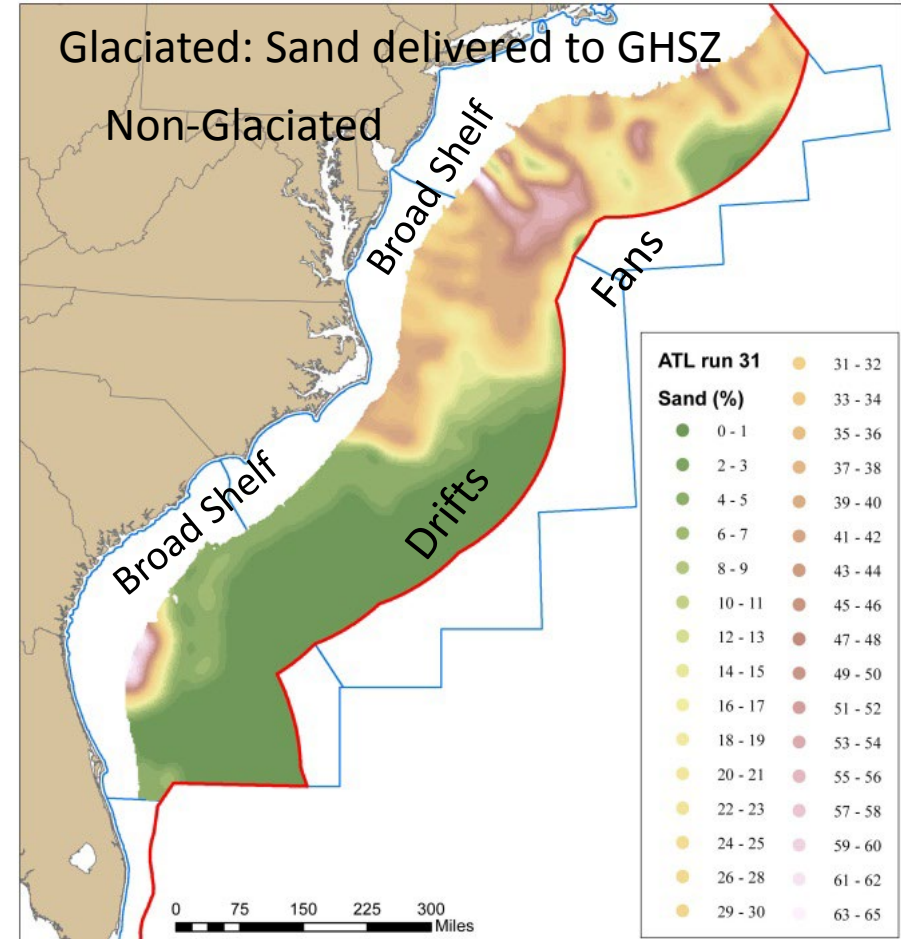 Glaciated: Sand delivered to GHSZ
Non-Glaciated
Broad Shelf
Fans
Broad Shelf
Drifts
ATL run 31
Sand (%)
0 - 1
2 - 3
4 - 5
6 - 7
8 - 9
10 - 11
12 - 13
14 - 15
16 - 17
18 - 19
20 - 21
22 - 23
24 - 25
26 - 28
29 - 30
31 - 32
33 - 34
35 - 36
37 - 38
39 - 40
41 - 42
43 - 44
45 - 46
47 - 48
49 - 50
51 - 52
53 - 54
55 - 56
57 - 58
59 - 60
61 - 62
63 - 65
0 75 150 225 300
Miles